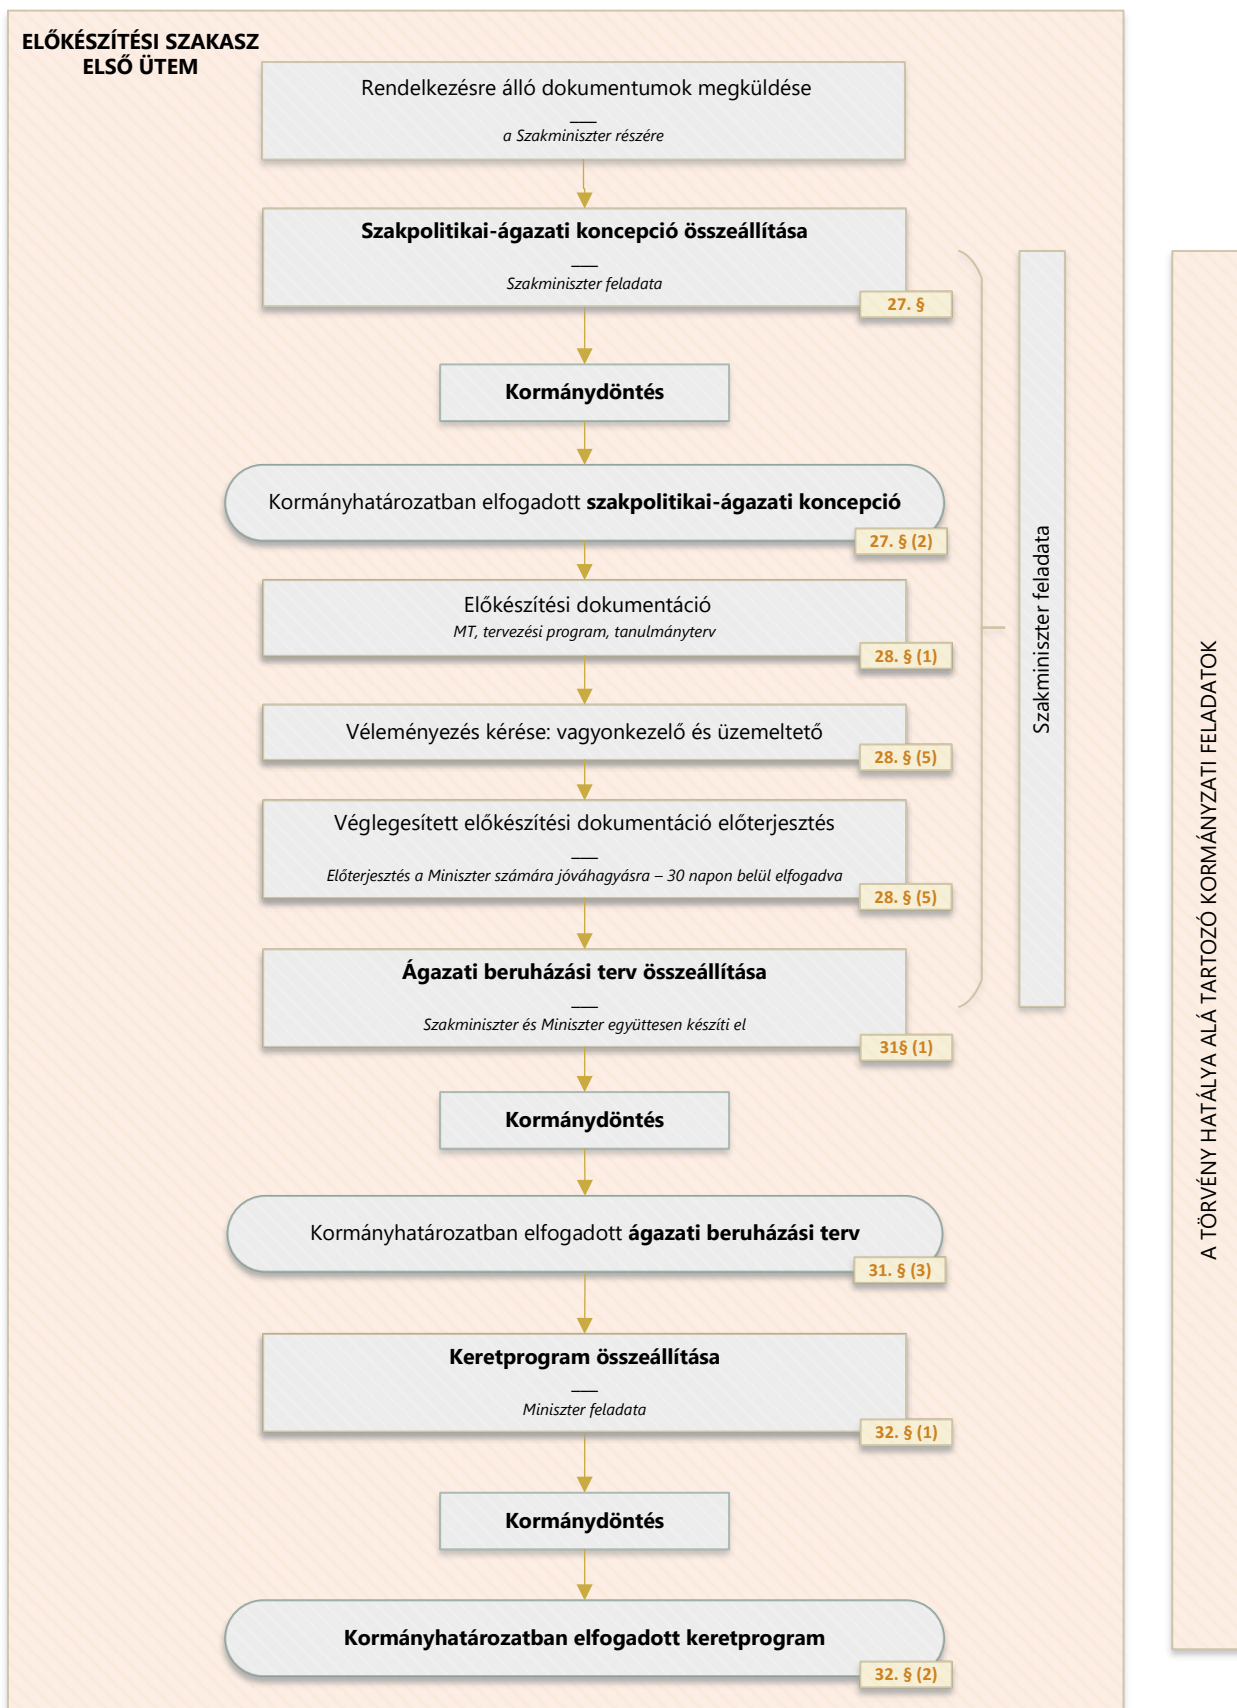 ELŐKÉSZÍTÉSI SZAKASZ
ELSŐ ÜTEM
Rendelkezésre álló dokumentumok megküldése
a Szakminiszter részére
Szakpolitikai-ágazati koncepció összeállítása
Szakminiszter feladata
27. §
Kormánydöntés
Kormányhatározatban elfogadott szakpolitikai-ágazati koncepció
27. § (2)
Előkészítési dokumentáció
MT, tervezési program, tanulmányterv
28. § (1)
Véleményezés kérése: vagyonkezelő és üzemeltető
28. § (5)
Véglegesített előkészítési dokumentáció előterjesztés
Előterjesztés a Miniszter számára jóváhagyásra – 30 napon belül elfogadva
28. § (5)
Ágazati beruházási terv összeállítása
Szakminiszter és Miniszter együttesen készíti el
31§ (1)
Kormánydöntés
Kormányhatározatban elfogadott ágazati beruházási terv
31. § (3)
Keretprogram összeállítása
Miniszter feladata
32. § (1)
Kormánydöntés
Kormányhatározatban elfogadott keretprogram
32. § (2)
Szakminiszter feladata
A TÖRVÉNY HATÁLYA ALÁ TARTOZÓ KORMÁNYZATI FELADATOK